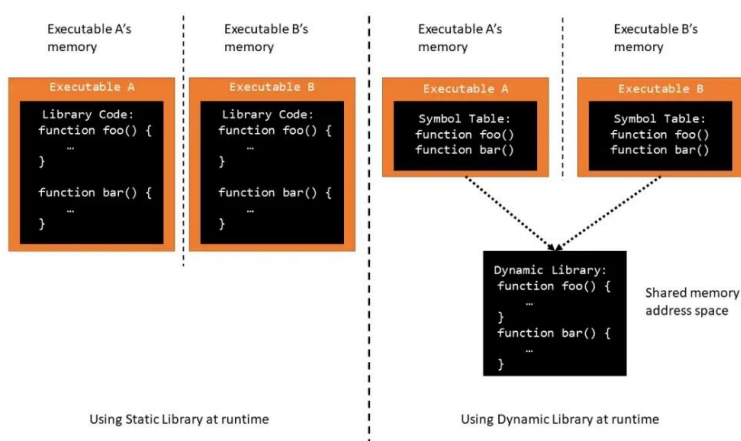 Executable A's
memory
Executable B's
memory
Executable A
Library Code:
function foo() {
…
}
function bar() {
…
}
Executable B
Library Code:
function foo() {
…
}
function bar() {
…
}
Using Static Library at runtime
Executable A's
memory
Executable B's
memory
Executable A
Symbol Table:
function foo()
function bar()
Executable B
Symbol Table:
function foo()
function bar()
Dynamic Library:
function foo() {
…
}
function bar() {
…
}
Shared memory
address space
Using Dynamic Library at runtime